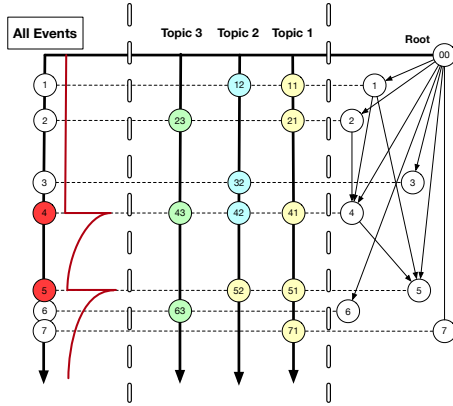 All Events
Topic 3 Topic 2 Topic 1
Root
00
1 12 11 1
2 23 21 2
3 32 3
4 43 42 41 4
5 52 51 5
6 63 6
7 71 7